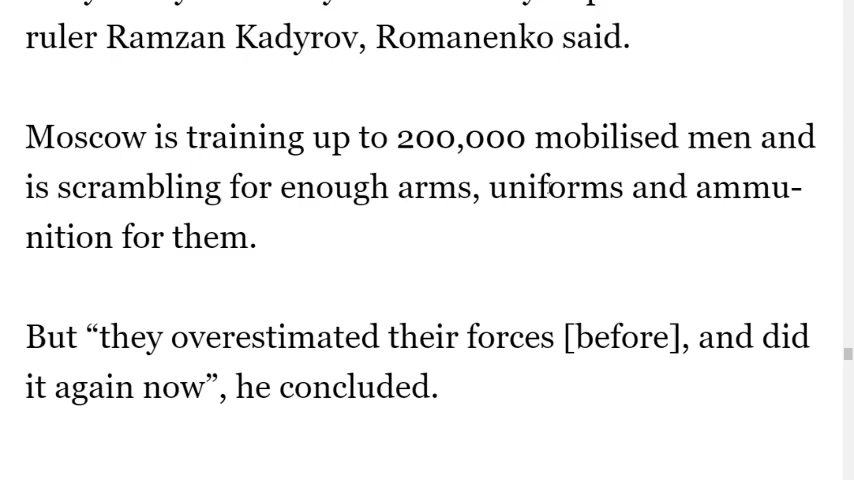 ruler Ramzan Kadyrov, Romanenko said.
Moscow is training up to 200,000 mobilised men and
is scrambling for enough arms, uniforms and ammu-
nition for them.
But “they overestimated their forces [before], and did
it again now”, he concluded.